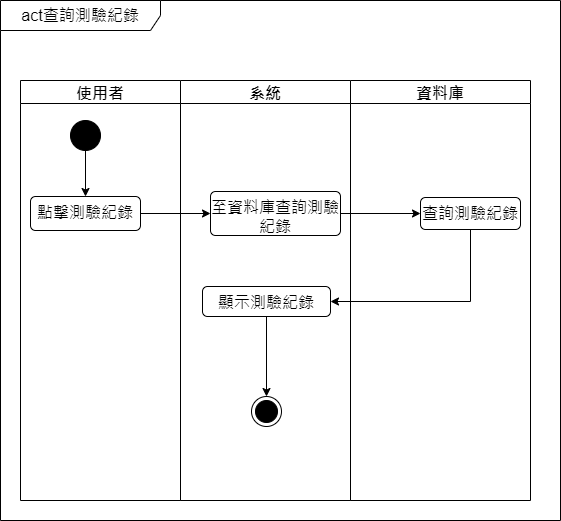 act查詢測驗紀錄
使用者
系統
資料庫
點擊測驗紀錄
至資料庫查詢測驗
紀錄
查詢測驗紀錄
顯示測驗紀錄